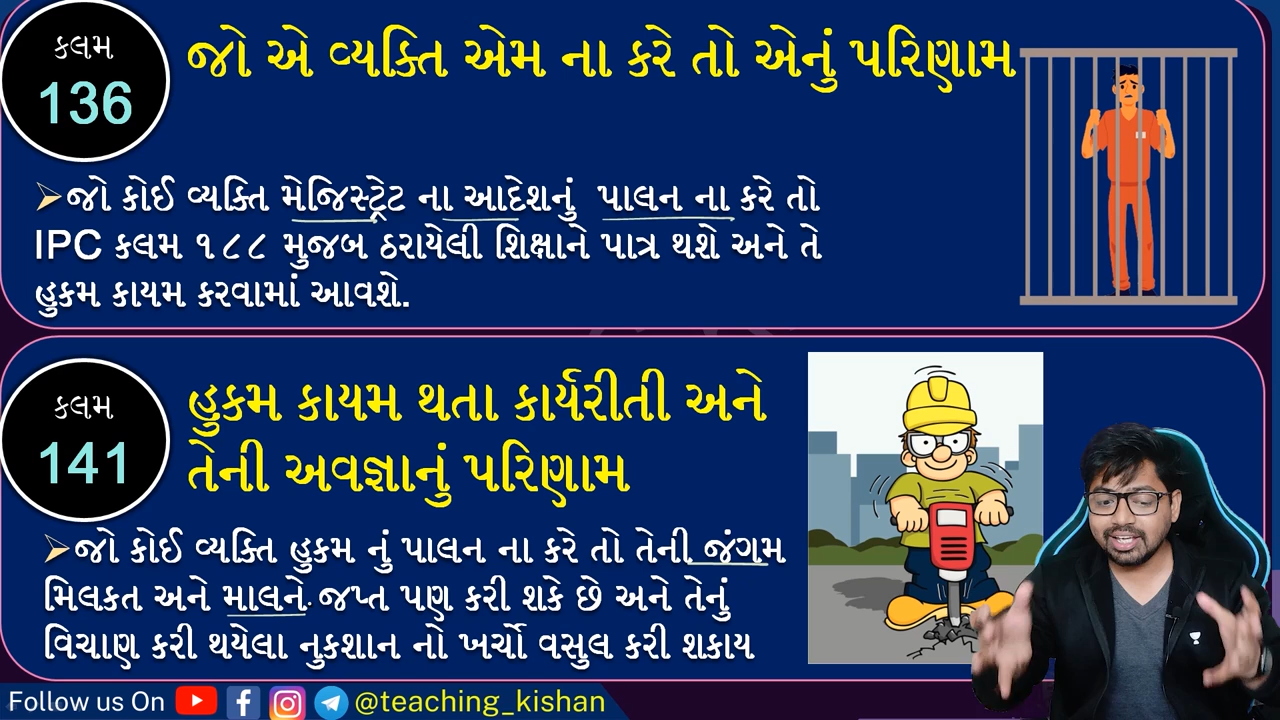 કલમ
136
જો એ વ્યક્તિ એમ ના કરે તો એનું પરિણામ
જો કોઈ વ્યક્તિ મેજિસ્ટ્રેટ ના આદેશનું પાલન ના કરે તો
IPC કલમ ૧૮૮ મુજબ ઠરાયેલી શિક્ષાને પાત્ર થશે અને તે
હુકમ કાયમ કરવામાં આવશે.
કલમ
141
હુકમ કાયમ થતા કાર્યરીતી અને
તેની અવજ્ઞાનું પરિણામ
જો કોઈ વ્યક્તિ હુકમ નું પાલન ના કરે તો તેની જંગમ
મિલકત અને માલને જપ્ત પણ કરી શકે છે અને તેનું
વિચાણ કરી થયેલા નુકશાન નો ખર્ચો વસુલ કરી શકાય
Follow us On @teaching_kishan